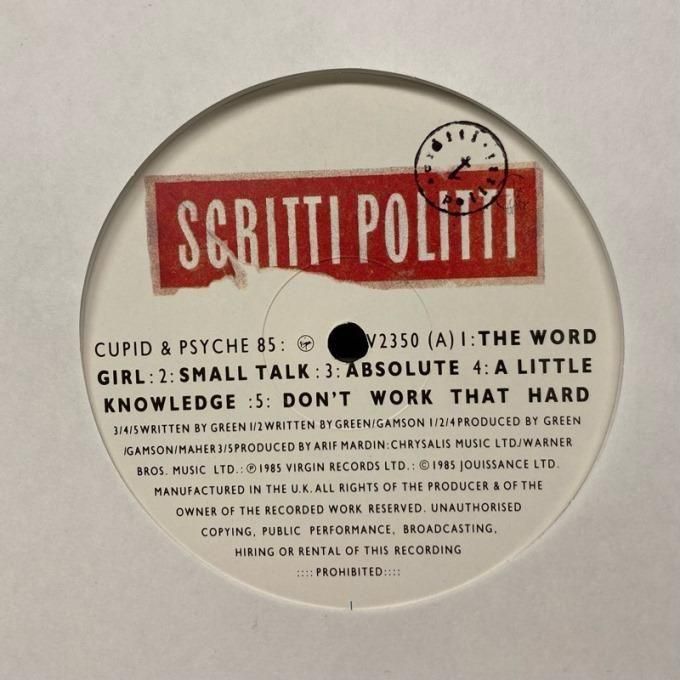 scritti politti
SCRITTI POLITTI
CUPID & PSYCHE 85: Virgin V2350 (A) 1: THE WORD
GIRL: 2: SMALL TALK : 3: ABSOLUTE 4: A LITTLE
KNOWLEDGE :5: DON'T WORK THAT HARD
3/4/5 WRITTEN BY GREEN 1/2 WRITTEN BY GREEN/GAMSON 1/2/4 PRODUCED BY GREEN
/GAMSON/MAHER 3/5 PRODUCED BY ARIF MARDIN: CHRYSALIS MUSIC LTD./WARNER
BROS. MUSIC LTD.: ℗ 1985 VIRGIN RECORDS LTD.: © 1985 JOUISSANCE LTD.
MANUFACTURED IN THE U.K. ALL RIGHTS OF THE PRODUCER & OF THE
OWNER OF THE RECORDED WORK RESERVED. UNAUTHORISED
COPYING, PUBLIC PERFORMANCE, BROADCASTING,
HIRING OR RENTAL OF THIS RECORDING
:::: PROHIBITED::::